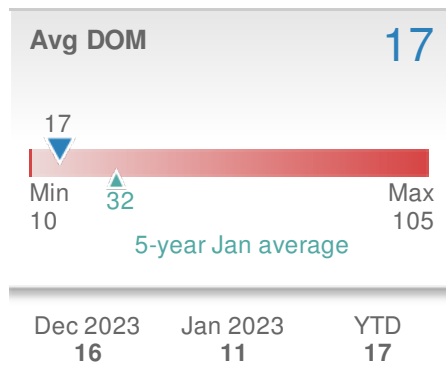 Avg DOM 17
17
Min Max
10 32 105
5-year Jan average
Dec 2023 Jan 2023 YTD
16 11 17